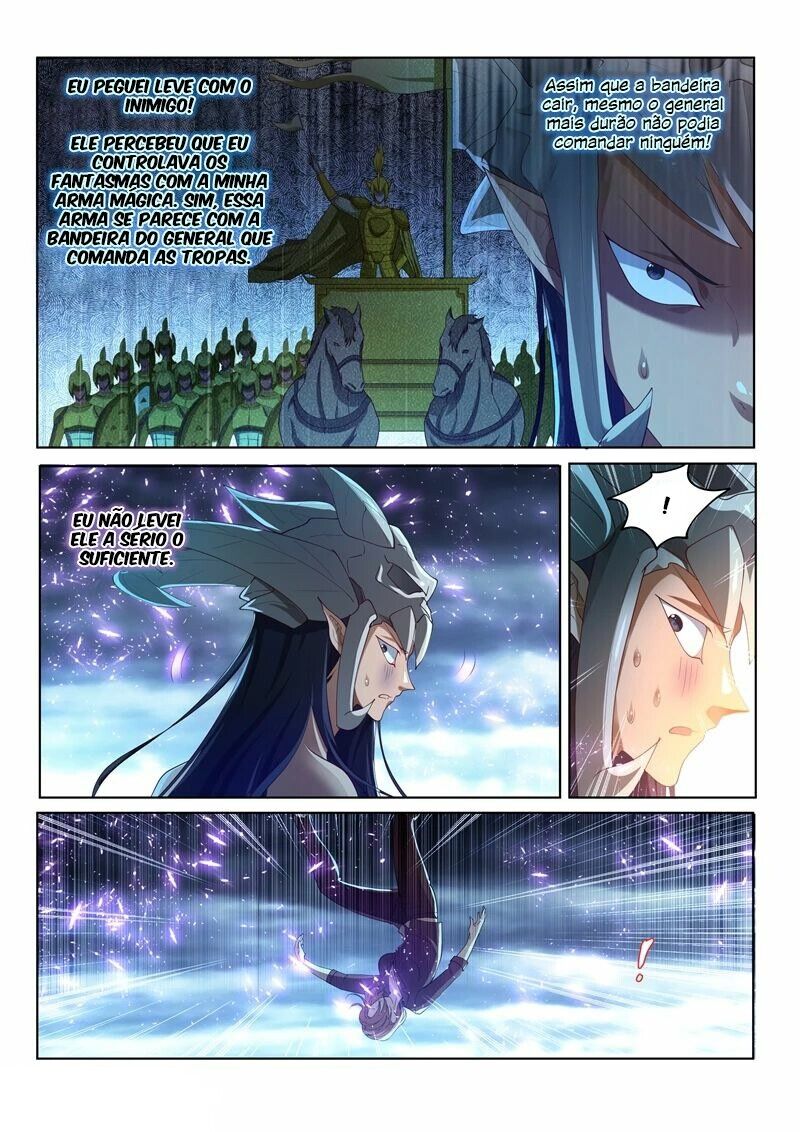 EU PEGUEI LEVE COM O
INIMIGO!
ELE PERCEBEU QUE EU
CONTROLAVA OS
FANTASMAS COM A MINHA
ARMA MÁGICA. SIM, ESSA
ARMA SE PARECE COM A
BANDEIRA DO GENERAL QUE
COMANDA AS TROPAS.
Assim que a bandeira
cair, mesmo o general
mais durão não podia
comandar ninguém!
EU NÃO LEVEI
ELE A SERIO O
SUFICIENTE.
!
!